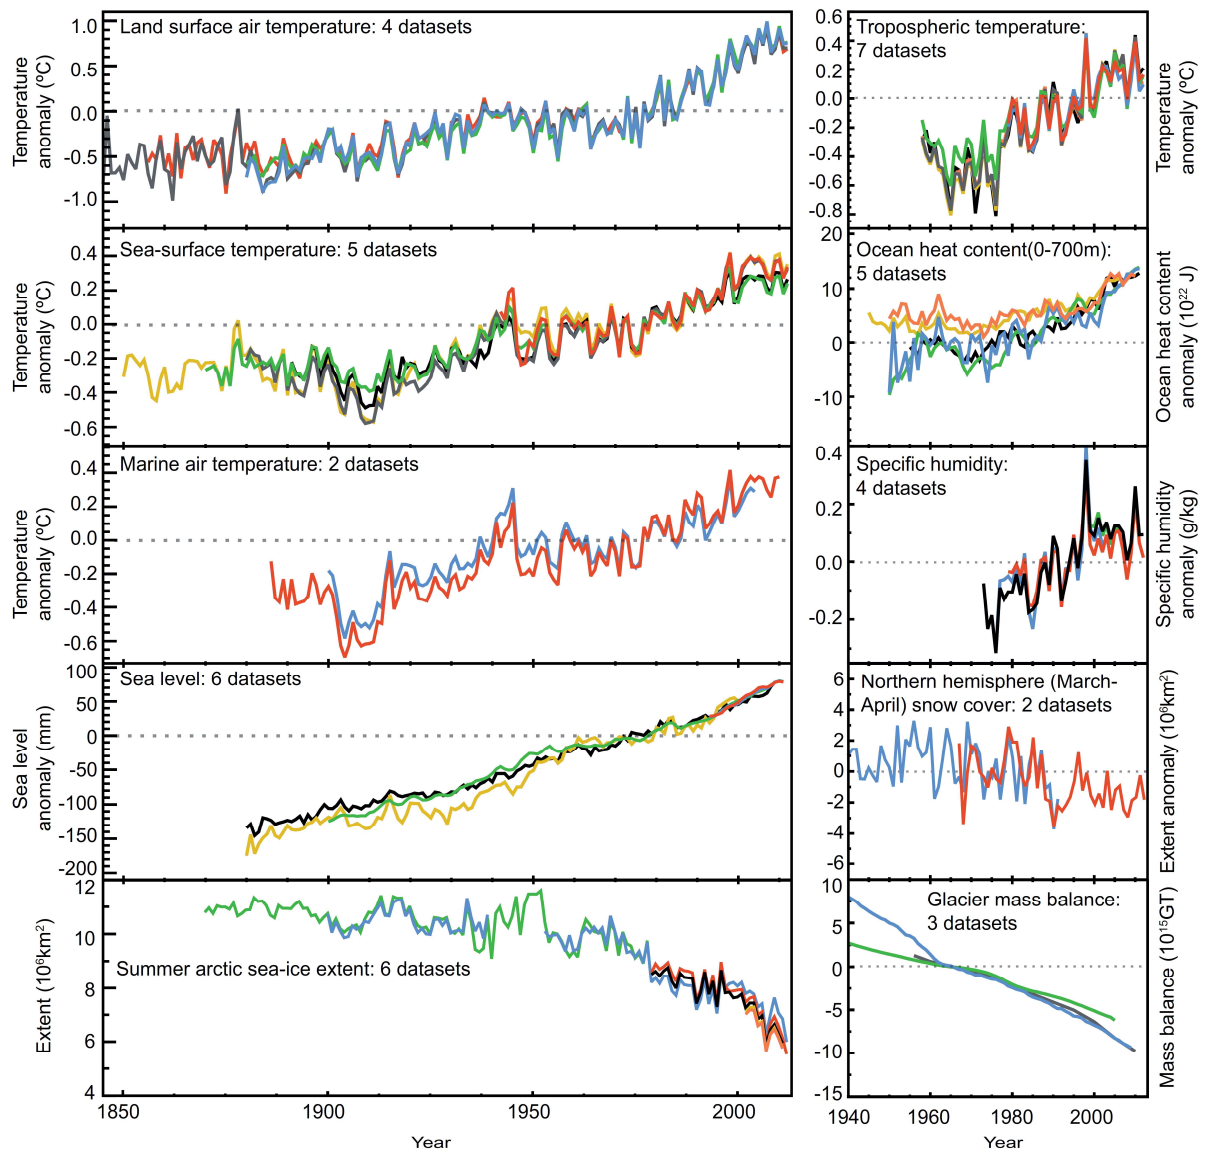 Land surface air temperature: 4 datasets
1.0
0.5
0.0
-0.5
-1.0
Temperature
anomaly (ºC)
Tropospheric temperature:
7 datasets
0.6
0.4
0.2
0.0
-0.2
-0.4
-0.6
-0.8
Temperature
anomaly (ºC)
Sea-surface temperature: 5 datasets
0.4
0.2
0.0
-0.2
-0.4
-0.6
Temperature
anomaly (ºC)
Ocean heat content(0-700m):
5 datasets
20
10
0
-10
Ocean heat content
anomaly (10²² J)
Marine air temperature: 2 datasets
0.4
0.2
0.0
-0.2
-0.4
-0.6
Temperature
anomaly (ºC)
Specific humidity:
4 datasets
0.4
0.2
0.0
-0.2
Specific humidity
anomaly (g/kg)
Sea level: 6 datasets
100
50
0
-50
-100
-150
-200
Sea level
anomaly (mm)
Northern hemisphere (March-
April) snow cover: 2 datasets
6
4
2
0
-2
-4
-6
Extent anomaly (10⁶km²)
Summer arctic sea-ice extent: 6 datasets
12
10
8
6
4
Extent (10⁶km²)
1850
1900
1950
2000
Year
Glacier mass balance:
3 datasets
10
5
0
-5
-10
-15
Mass balance (10¹⁵GT)
1940
1960
1980
2000
Year